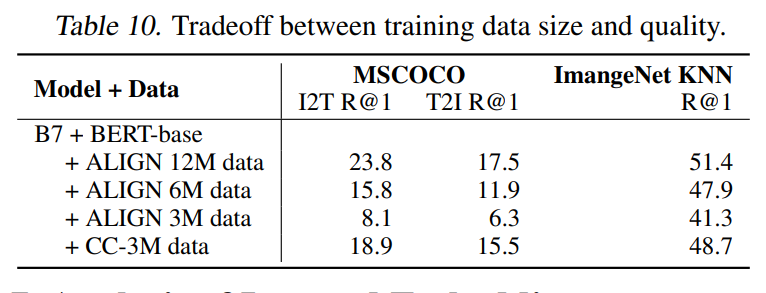 Table 10. Tradeoff between training data size and quality.
Model + Data MSCOCO ImangeNet KNN
I2T R@1 T2I R@1 R@1
B7 + BERT-base
+ ALIGN 12M data 23.8 17.5 51.4
+ ALIGN 6M data 15.8 11.9 47.9
+ ALIGN 3M data 8.1 6.3 41.3
+ CC-3M data 18.9 15.5 48.7